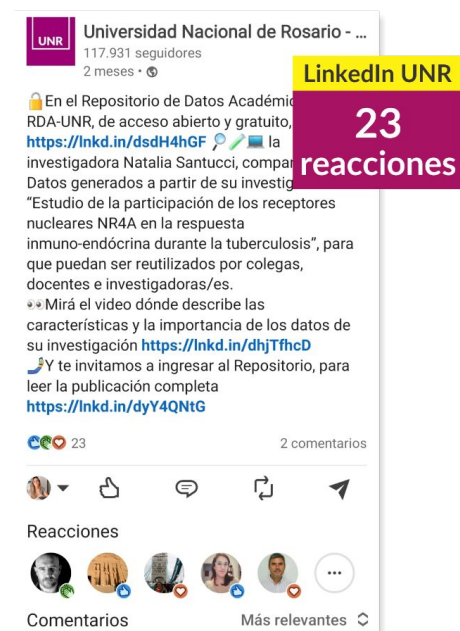 UNR
Universidad Nacional de Rosario - ...
117.931 seguidores
2 meses •
LinkedIn UNR
23
reacciones
En el Repositorio de Datos
RDA-UNR, de acceso abierto y gratuito,
https://lnkd.in/dsdH4hGF la
investigadora Natalia Santucci,
Datos generados a partir de su
"Estudio de la participación de los receptores
nucleares NR4A en la respuesta
inmuno-endócrina durante la tuberculosis", para
que puedan ser reutilizados por colegas,
docentes e investigadoras/es.
Mirá el video dónde describe las
características y la importancia de los datos de
su investigación https://lnkd.in/dhjTfhcD
Y te invitamos a ingresar al Repositorio, para
leer la publicación completa
https://lnkd.in/dyY4QNtG
23
2 comentarios
Reacciones
...
Comentarios
Más relevantes